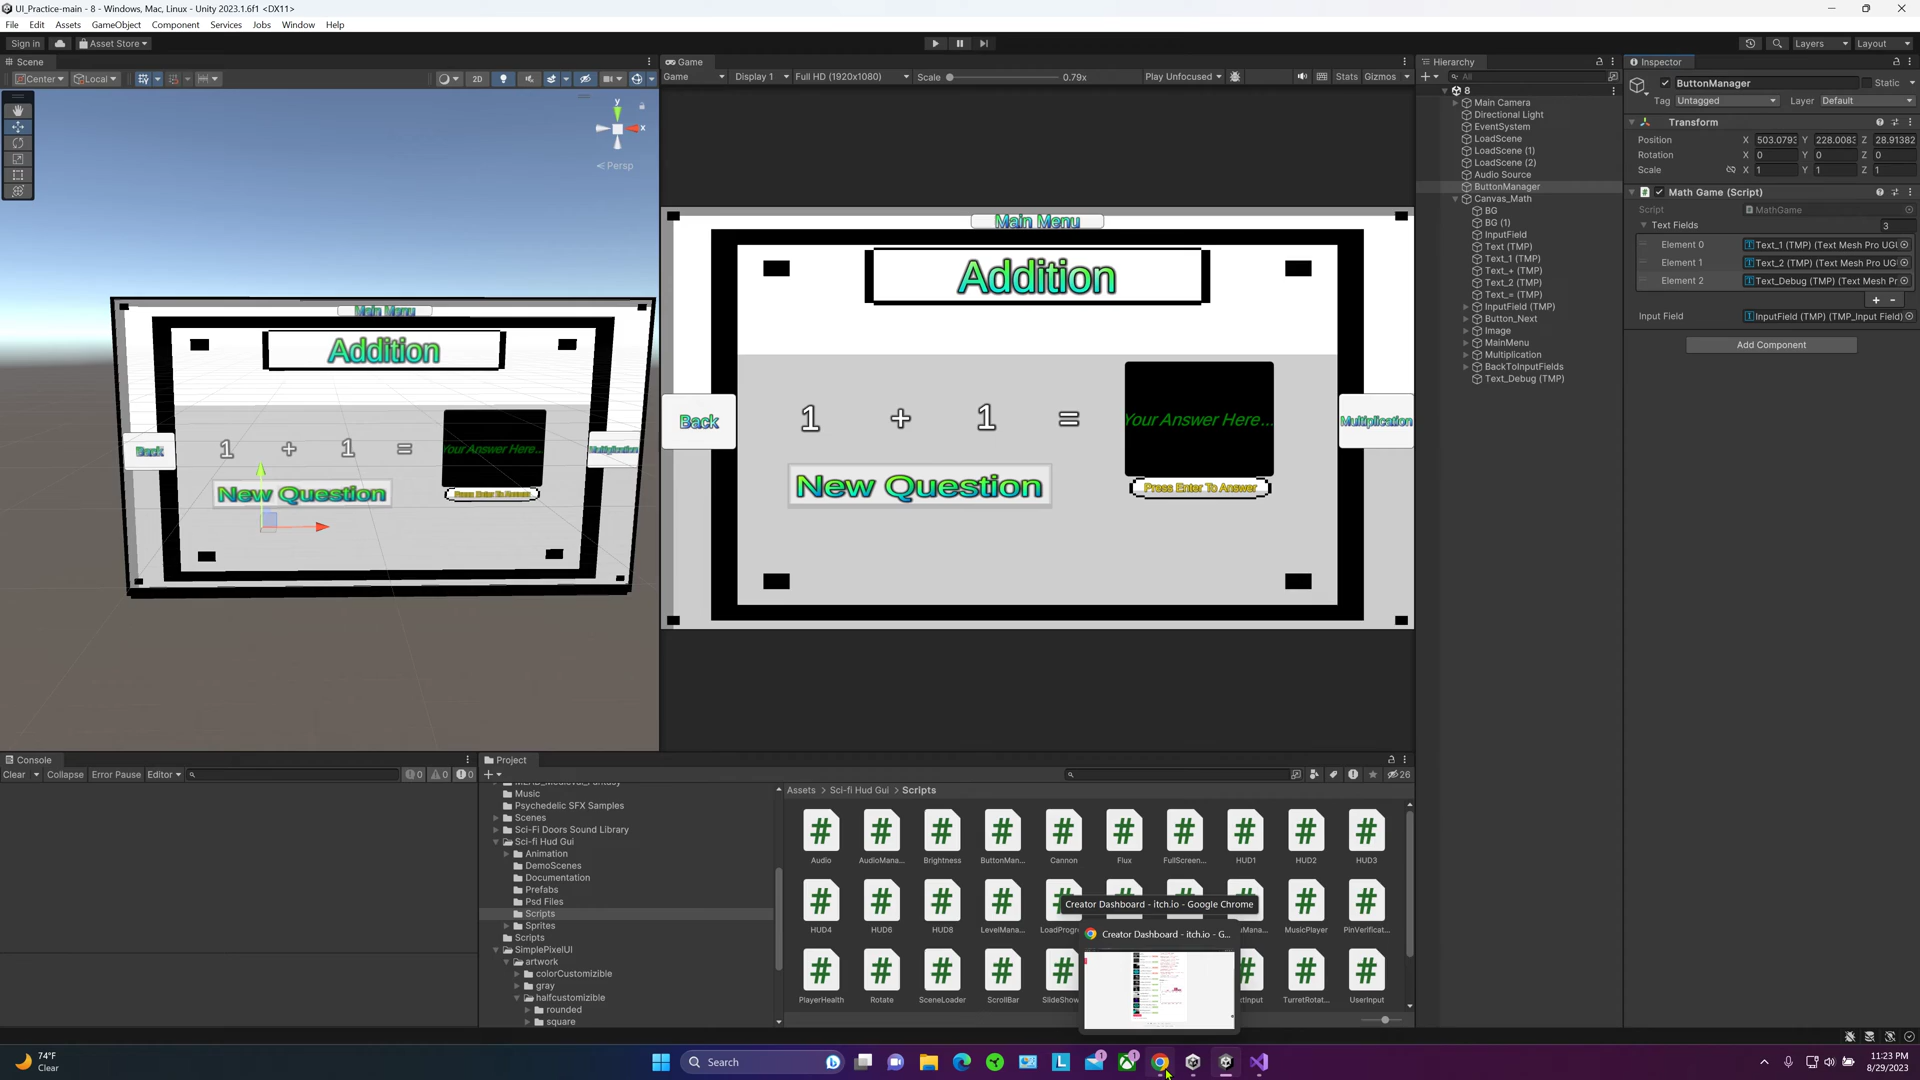 UI_Practice-main - 8 - Windows, Mac, Linux - Unity 2023.1.6f1 <DX11>
File Edit Assets GameObject Component Services Jobs Window Help
Sign in Asset Store Layers Layout
Scene
Center Local 2D
y
x
Persp
Main Menu
Addition
Back 1 + 1 = Your Answer Here... Multiplication
New Question Press Enter To Answer
Game
Game Display 1 Full HD (1920x1080) Scale 0.79x Play Unfocused Stats Gizmos
Main Menu
Addition
Back 1 + 1 = Your Answer Here... Multiplication
New Question Press Enter To Answer
Hierarchy
All
8
Main Camera
Directional Light
EventSystem
LoadScene
LoadScene (1)
LoadScene (2)
Audio Source
ButtonManager
Canvas_Math
BG
BG (1)
InputField
Text (TMP)
Text_1 (TMP)
Text_+ (TMP)
Text_2 (TMP)
Text_= (TMP)
InputField (TMP)
Button_Next
Image
MainMenu
Multiplication
BackToInputFields
Text_Debug (TMP)
Inspector
ButtonManager Static
Tag Untagged Layer Default
Transform
Position X 503.0793 Y 228.0083 Z 28.91382
Rotation X 0 Y 0 Z 0
Scale X 1 Y 1 Z 1
Math Game (Script)
Script MathGame
Text Fields 3
Element 0 Text_1 (TMP) (Text Mesh Pro UGU
Element 1 Text_2 (TMP) (Text Mesh Pro UG
Element 2 Text_Debug (TMP) (Text Mesh Pr
Input Field InputField (TMP) (TMP_Input Field)
Add Component
Console
Clear Collapse Error Pause Editor 0 0 0
Project
26
Music
Psychedelic SFX Samples
Scenes
Sci-Fi Doors Sound Library
Sci-fi Hud Gui
Animation
DemoScenes
Documentation
Prefabs
Psd Files
Scripts
Sprites
Scripts
SimplePixelUI
artwork
colorCustomizible
gray
halfcustomizible
rounded
square
Assets Sci-fi Hud Gui Scripts
Audio AudioMana... Brightness ButtonMan... Cannon Flux FullScreen... HUD1 HUD2 HUD3
HUD4 HUD6 HUD8 LevelMana... LoadProgr MusicPlayer PinVerificat...
PlayerHealth Rotate SceneLoader ScrollBar SlideShow TurretRotat... UserInput
Creator Dashboard - itch.io - Google Chrome
Creator Dashboard - itch.io - G...
74°F
Clear
Search
1 1
11:23 PM
8/29/2023